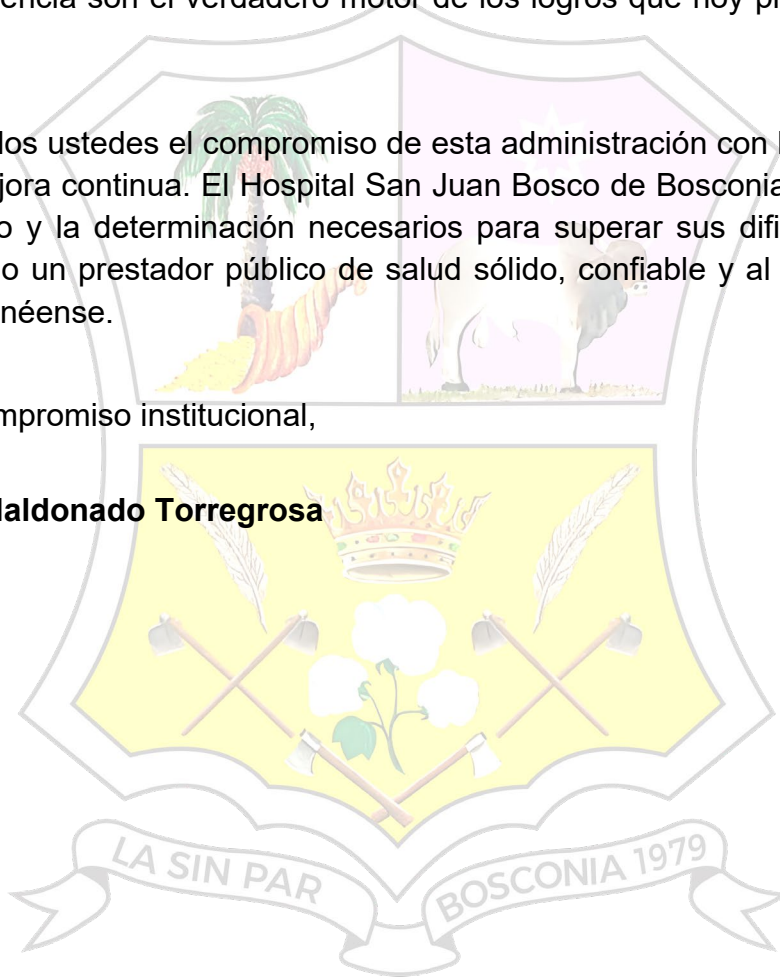 encia son el verdadero motor de los logros que hoy
los ustedes el compromiso de esta administración con
jora continua. El Hospital San Juan Bosco de Bosconia
o y la determinación necesarios para superar sus
o un prestador público de salud sólido, confiable y al
néense.
mpromiso institucional,
aldonado Torregrosa
LA SIN PAR
BOSCONIA 1979